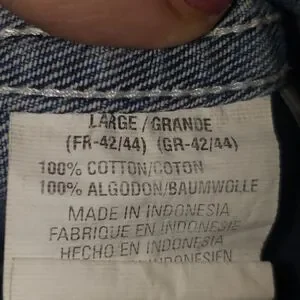 LARGE / GRANDE
(FR-42/44) (GR-42/44)
100% COTTON/COTON
100% ALGODON/BAUMWOLLE
MADE IN INDONESIA
FABRIQUE EN INDONESIE
HECHO EN INDONESIA
INDONESIEN